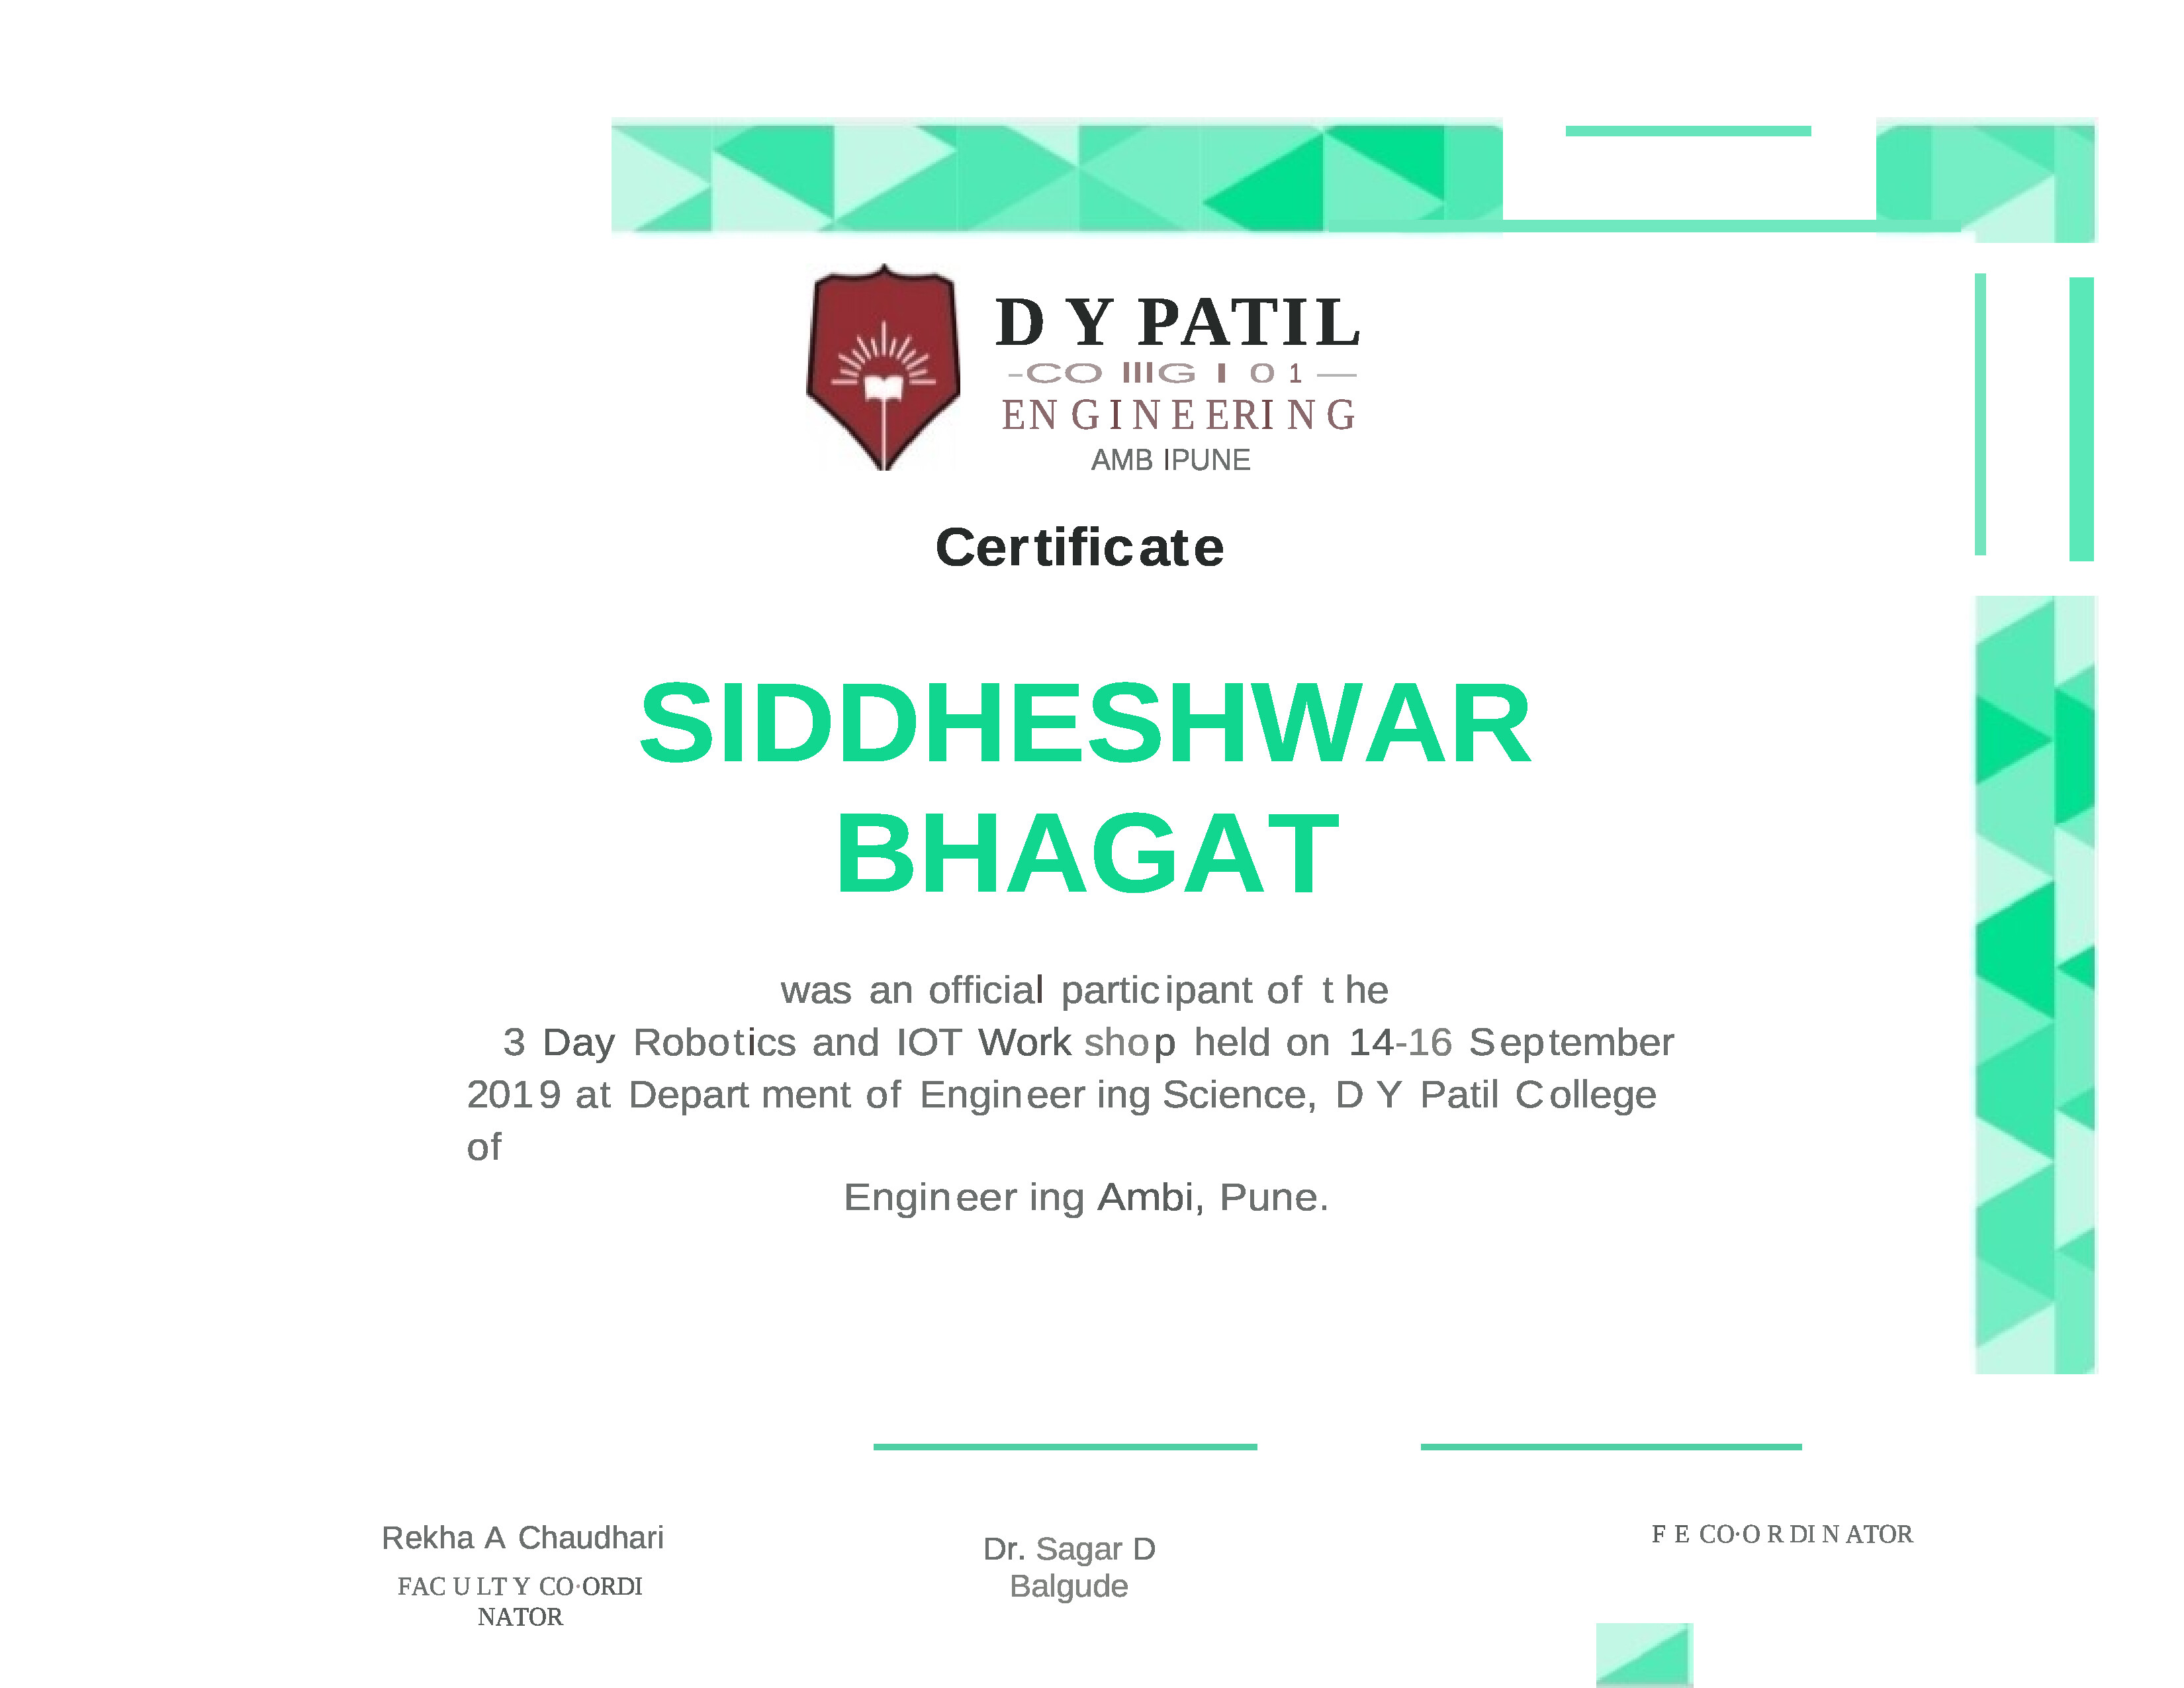 D Y PATIL
-CO IIIG I 0 1 —
ENGINEERING
AMB IPUNE
Certificate
SIDDHESHWAR
BHAGAT
was an official participant of t he
3 Day Robotics and IOT Work shop held on 14-16 September
2019 at Depart ment of Engineer ing Science, D Y Patil College
of
Engineer ing Ambi, Pune.
Rekha A Chaudhari
FAC U LT Y CO·ORDI
NATOR
Dr. Sagar D
Balgude
F E CO·O R DI N ATOR